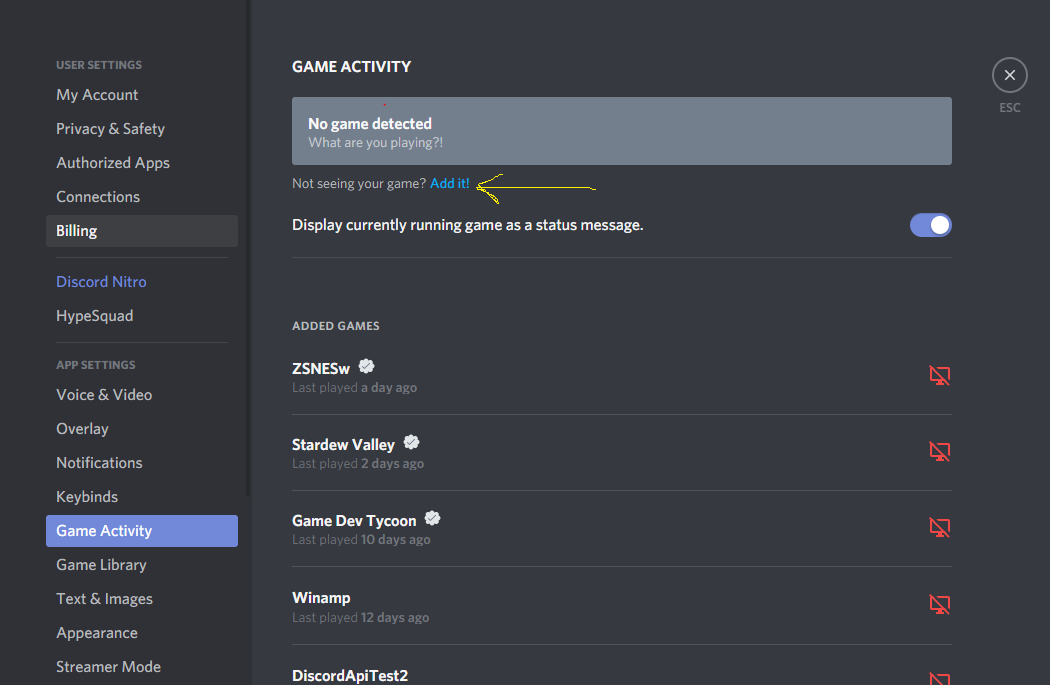 USER SETTINGS
My Account
Privacy & Safety
Authorized Apps
Connections
Billing
Discord Nitro
HypeSquad
APP SETTINGS
Voice & Video
Overlay
Notifications
Keybinds
Game Activity
Game Library
Text & Images
Appearance
Streamer Mode
GAME ACTIVITY
No game detected
What are you playing?!
Not seeing your game? Add it!
Display currently running game as a status message.
ADDED GAMES
ZSNESw
Last played a day ago
Stardew Valley
Last played 2 days ago
Game Dev Tycoon
Last played 10 days ago
Winamp
Last played 12 days ago
DiscordApiTest2
ESC